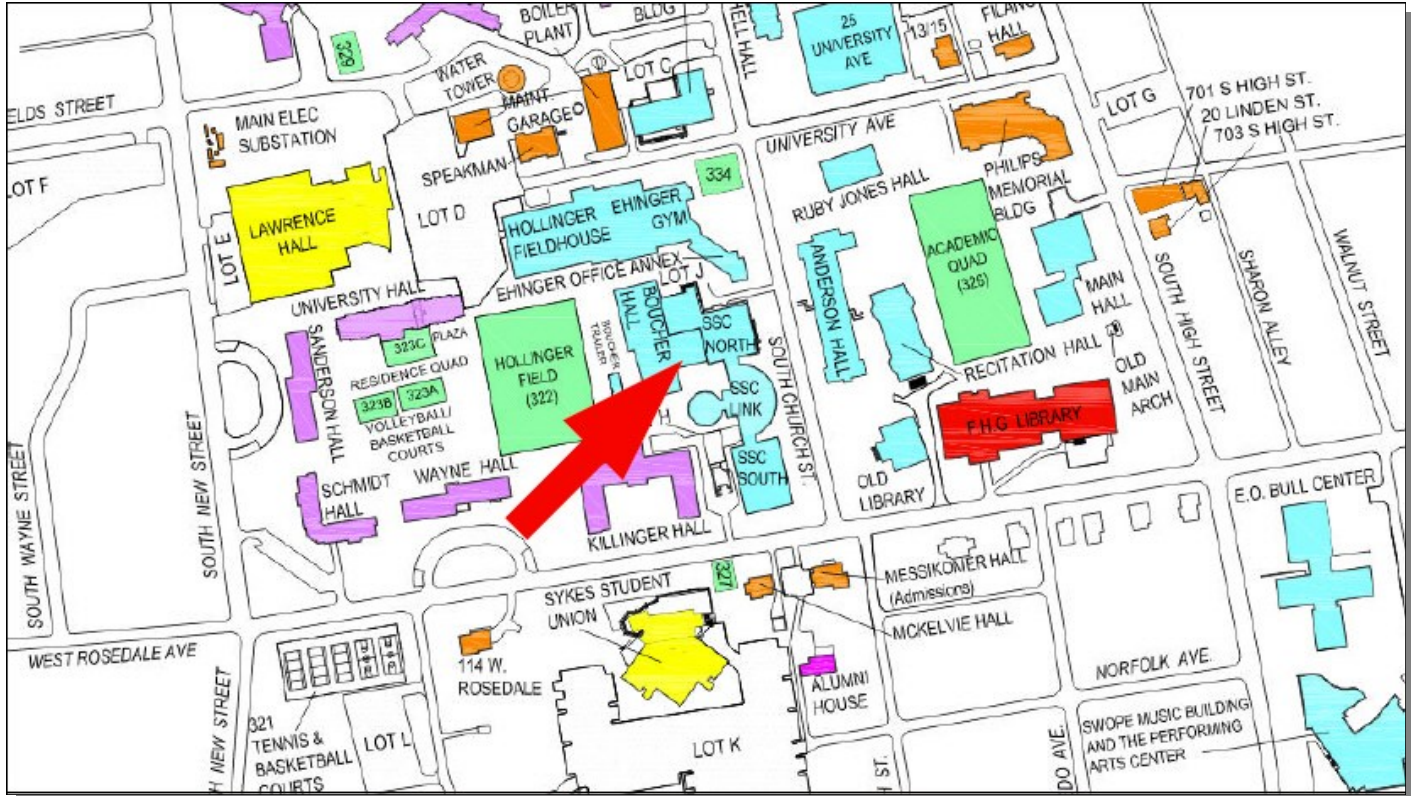 BOILER
PLANT
BLDG
25
UNIVERSITY
AVE
13/15
HALL
329
WATER
TOWER
LOT C
MAINT.
GARAGE
LOT G
701 S HIGH ST.
20 LINDEN ST.
703 S HIGH ST.
MAIN ELEC
SUBSTATION
SPEAKMAN
UNIVERSITY AVE
LOT F
334
RUBY JONES HALL
PHILIPS
MEMORIAL
BLDG
LAWRENCE
HALL
LOT D
LOT E
HOLLINGER
FIELDHOUSE
EHINGER
GYM
ACADEMIC
QUAD
(326)
ANDERSON HALL
EHINGER OFFICE ANNEX
LOT J
UNIVERSITY HALL
MAIN
HALL
SOUTH HIGH STREET
SHARON ALLEY
WALNUT STREET
BOUCHER
HALL
SSC
NORTH
BOUCHER
TRAILER
323C
PLAZA
RESIDENCE QUAD
323B
323A
VOLLEYBALL/
BASKETBALL
COURTS
SANDERSON HALL
HOLLINGER
FIELD
(322)
RECITATION HALL
OLD
MAIN
ARCH
SSC
LINK
H
SOUTH CHURCH ST.
F.H.G LIBRARY
SOUTH WAYNE STREET
SOUTH NEW STREET
SCHMIDT
HALL
WAYNE HALL
SSC
SOUTH
OLD
LIBRARY
E.O. BULL CENTER
KILLINGER HALL
327
SYKES STUDENT
UNION
MESSIKOMER HALL
(Admissions)
MCKELVIE HALL
WEST ROSEDALE AVE
114 W.
ROSEDALE
ALUMNI
HOUSE
NORFOLK AVE.
321
TENNIS &
BASKETBALL
COURTS
NEW STREET
LOT L
LOT K
ST.
AVE.
SWOPE MUSIC BUILDING
AND THE PERFORMING
ARTS CENTER